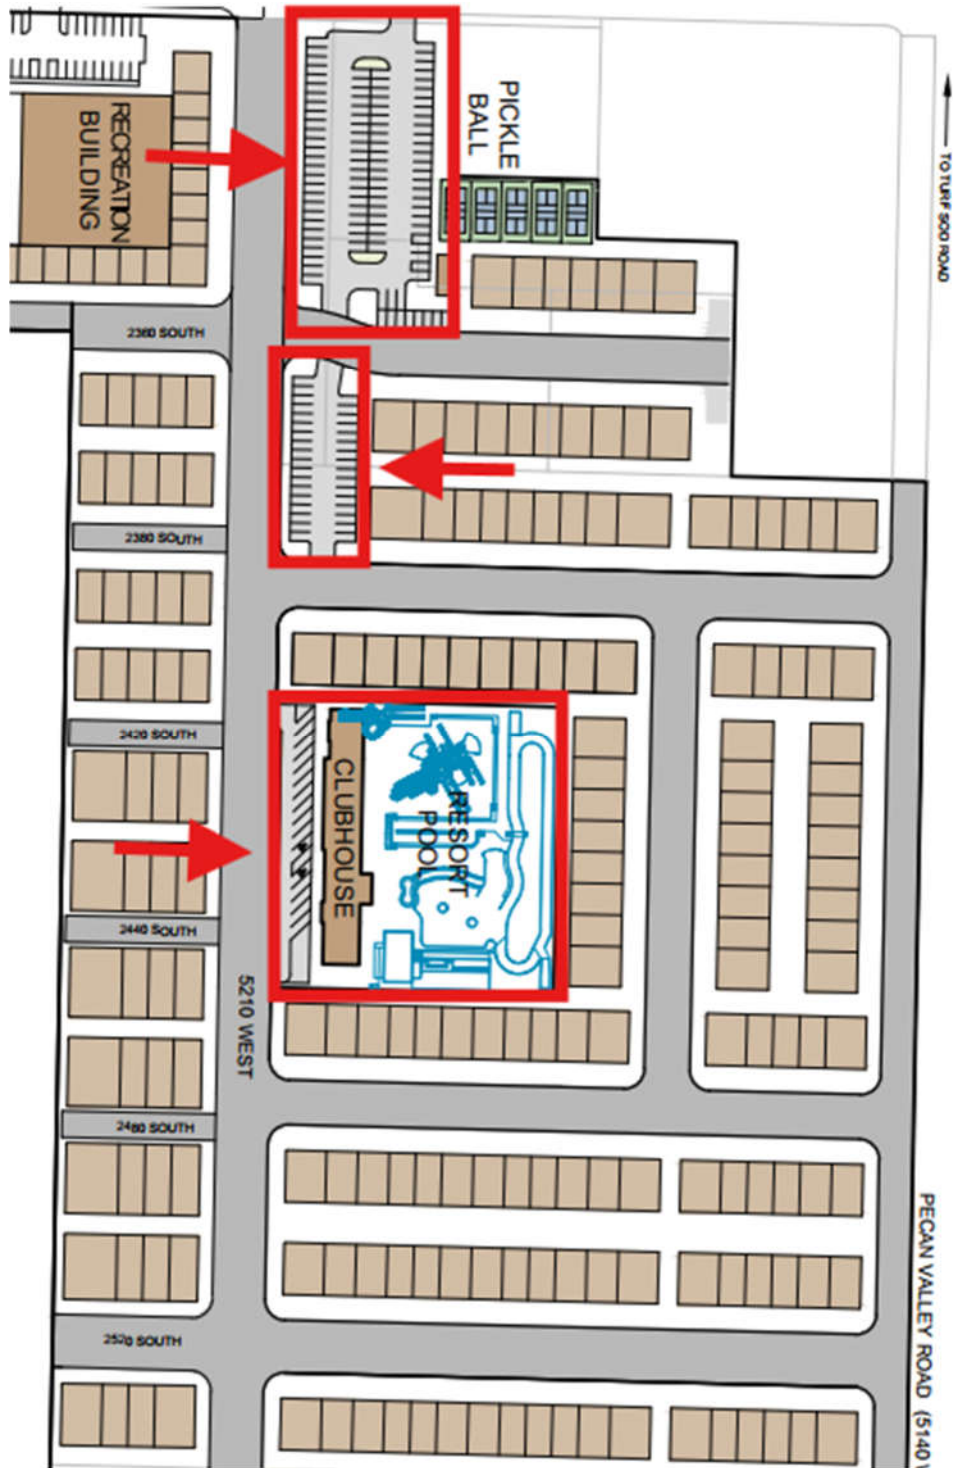 PICKLE
BALL
TO TURF SOD ROAD
RECREATION
BUILDING
2360 SOUTH
2380 SOUTH
2420 SOUTH
CLUBHOUSE
RESORT
POOL
2440 SOUTH
5210 WEST
2480 SOUTH
PECAN VALLEY ROAD (5140
2520 SOUTH